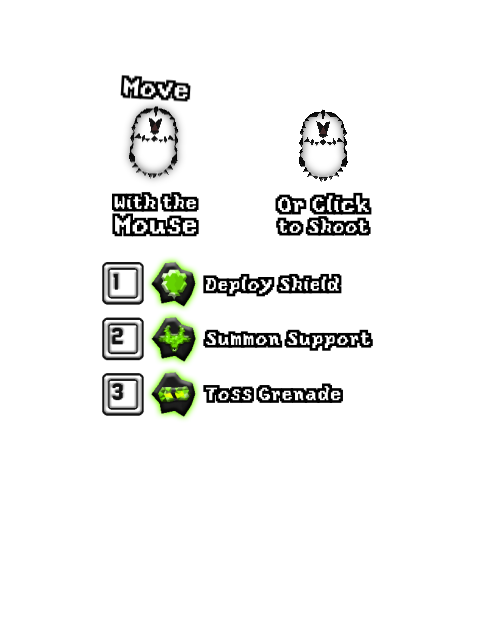 Move
With the
Mouse
Or Click
to Shoot
1 Deploy Shield
2 Summon Support
3 Toss Grenade